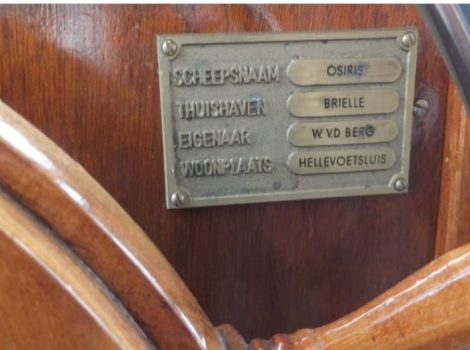 SCHEEPSNAAM OSIRIS
THUISHAVEN BRIELLE
EIGENAAR W.V.D. BERG
WOONPLAATS HELLEVOETSLUIS